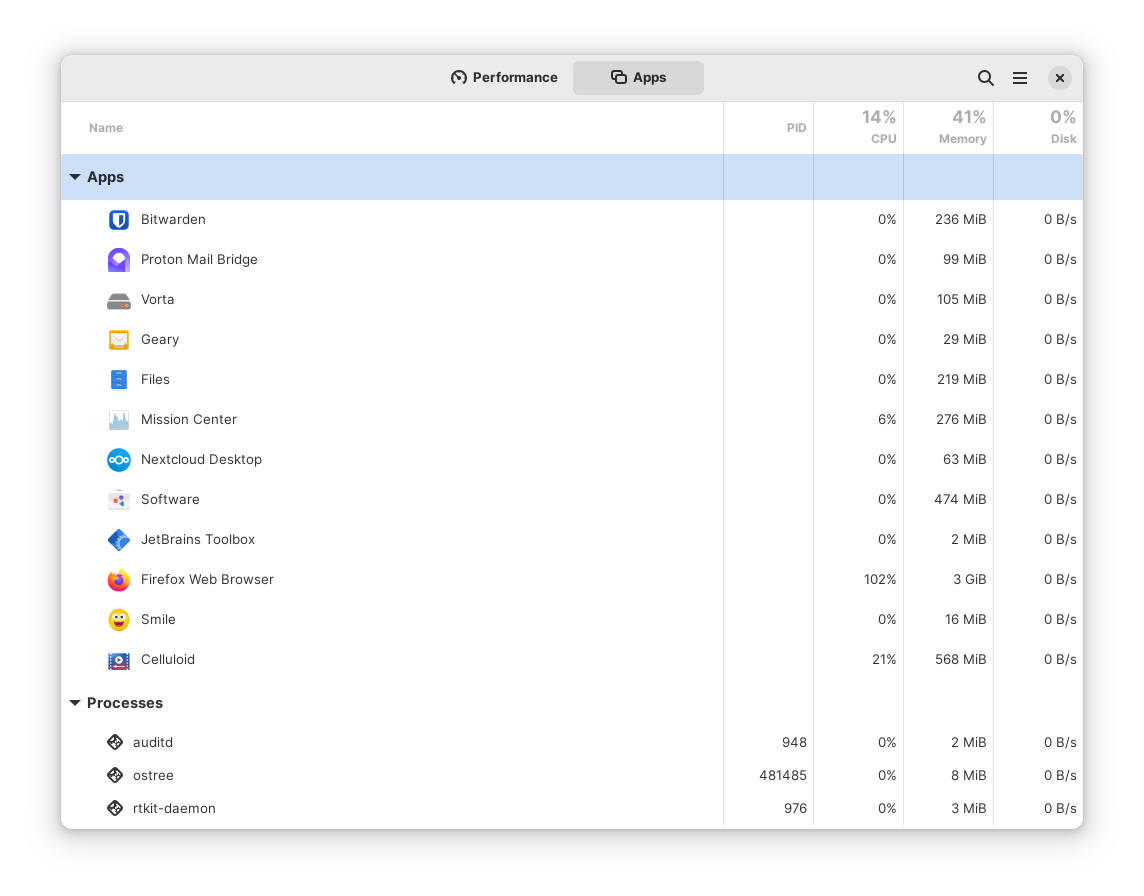 Performance Apps
14% 41% 0%
Name PID CPU Memory Disk
Apps
Bitwarden 0% 236 MiB 0 B/s
Proton Mail Bridge 0% 99 MiB 0 B/s
Vorta 0% 105 MiB 0 B/s
Geary 0% 29 MiB 0 B/s
Files 0% 219 MiB 0 B/s
Mission Center 6% 276 MiB 0 B/s
Nextcloud Desktop 0% 63 MiB 0 B/s
Software 0% 474 MiB 0 B/s
JetBrains Toolbox 0% 2 MiB 0 B/s
Firefox Web Browser 102% 3 GiB 0 B/s
Smile 0% 16 MiB 0 B/s
Celluloid 21% 568 MiB 0 B/s
Processes
auditd 948 0% 2 MiB 0 B/s
ostree 481485 0% 8 MiB 0 B/s
rtkit-daemon 976 0% 3 MiB 0 B/s